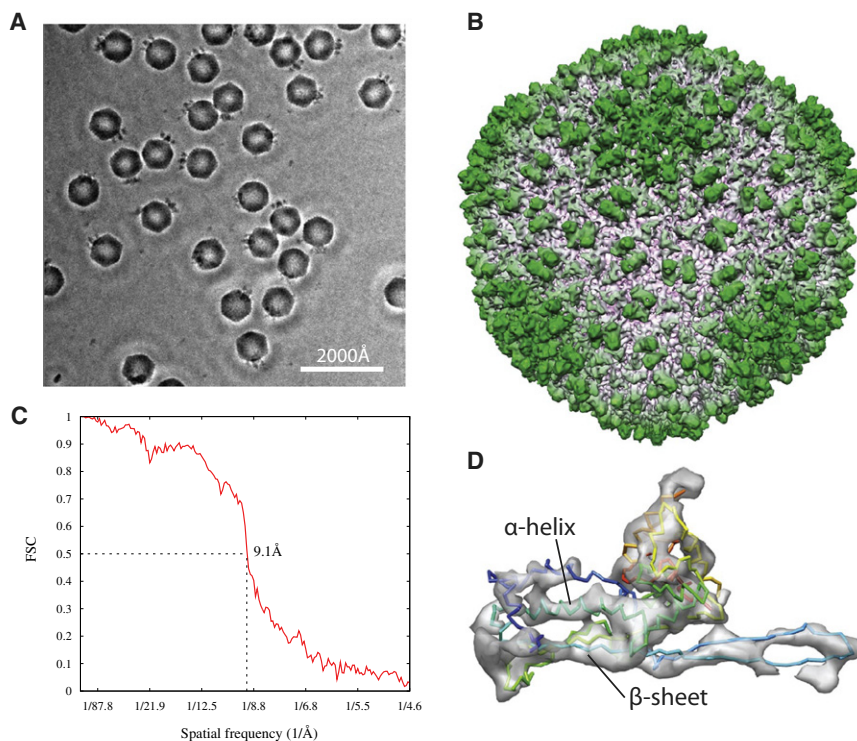 A
2000Å
B
C
1
0.9
0.8
0.7
0.6
0.5
0.4
0.3
0.2
0.1
0
FSC
9.1Å
1/87.8 1/21.9 1/12.5 1/8.8 1/6.8 1/5.5 1/4.6
Spatial frequency (1/Å)
D
α-helix
β-sheet